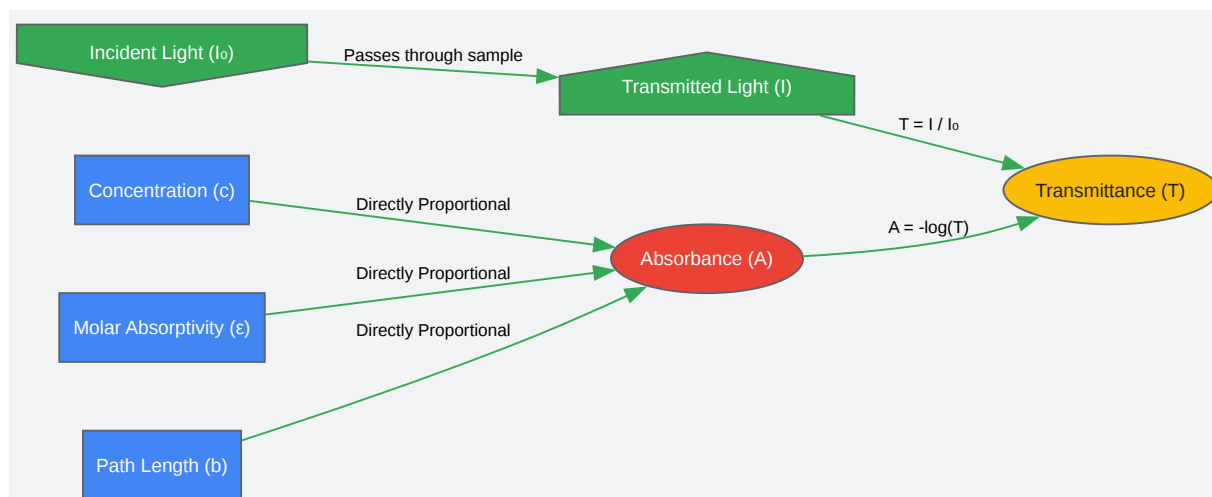 Incident Light (I₀)
Passes through sample
Transmitted Light (I)
T = I / I₀
Concentration (c)
Directly Proportional
Transmittance (T)
A = -log(T)
Absorbance (A)
Directly Proportional
Molar Absorptivity (ε)
Directly Proportional
Path Length (b)